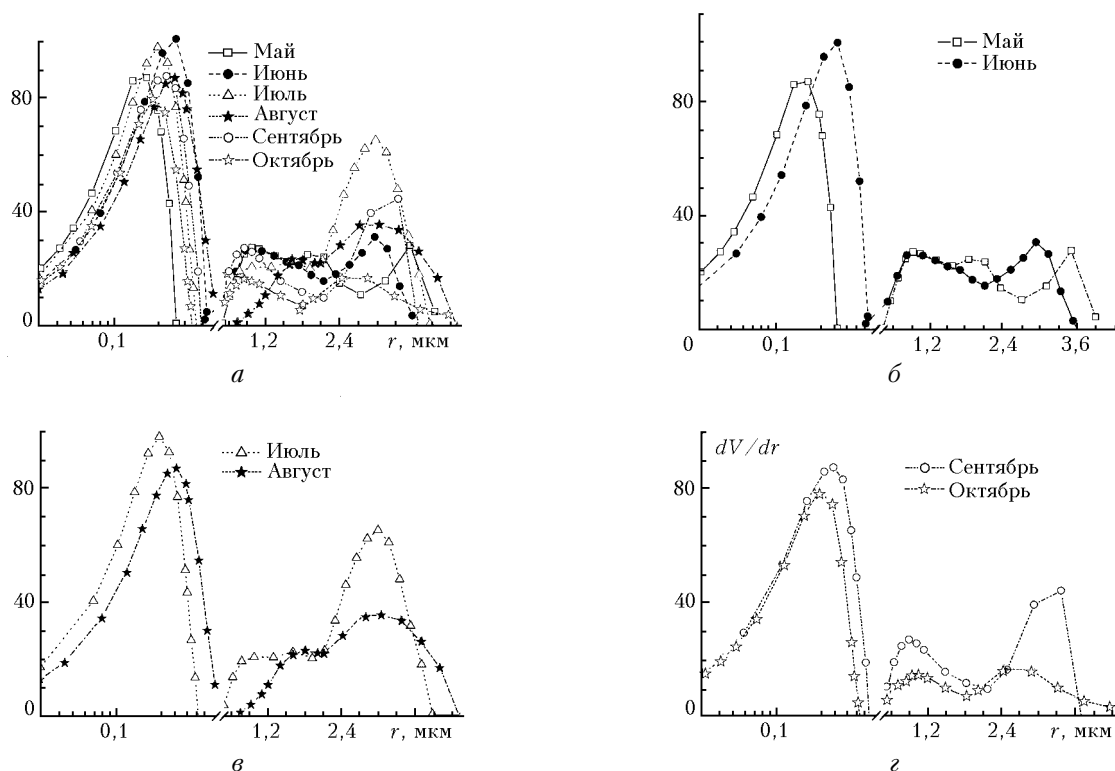 80
40
0
Май
Июнь
Июль
Август
Сентябрь
Октябрь
0,1
1,2
2,4
r, мкм
а
80
40
0
Май
Июнь
0,1
1,2
2,4
3,6
б
80
40
0
Июль
Август
0,1
1,2
2,4
r, мкм
в
dV/dr
80
40
0
Сентябрь
Октябрь
0,1
1,2
2,4
r, мкм
г